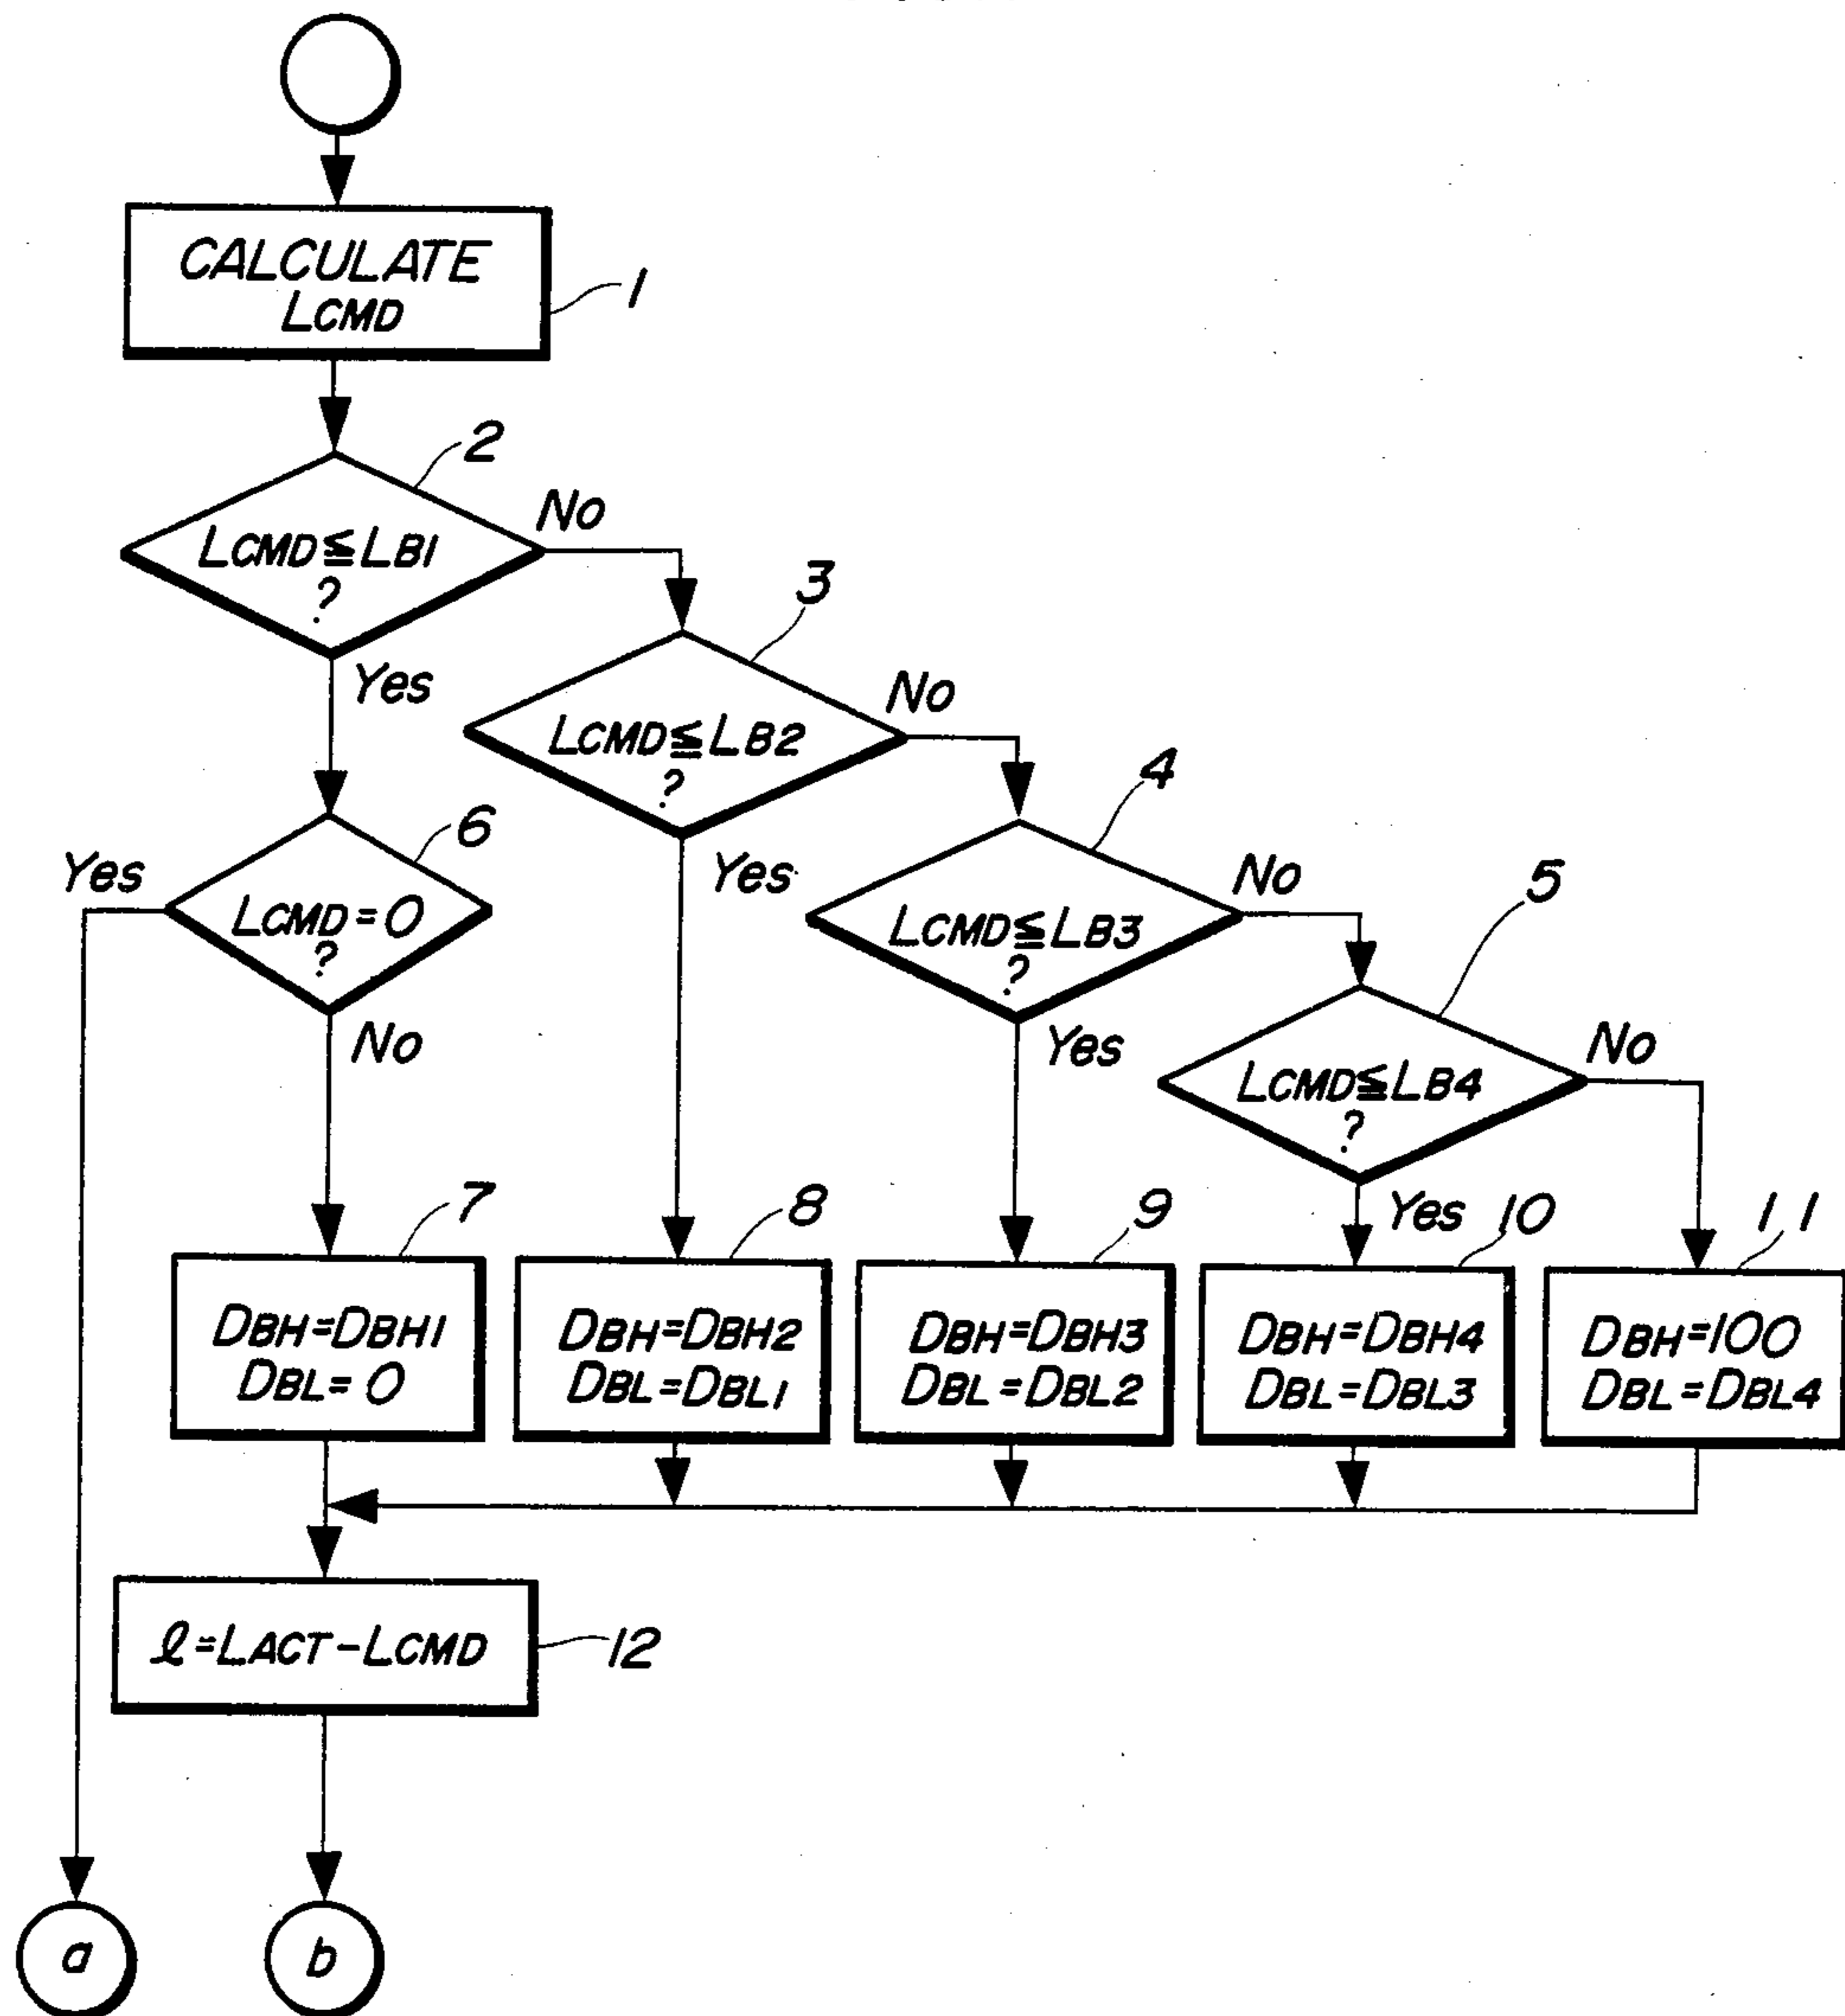 CALCULATE
LCMD
1
2
LCMD≦LB1
?
No
Yes
3
LCMD≦LB2
?
No
Yes
4
LCMD≦LB3
?
No
Yes
5
LCMD≦LB4
?
No
Yes
6
Yes
LCMD=0
?
No
7
DBH=DBH1
DBL=0
8
DBH=DBH2
DBL=DBL1
9
DBH=DBH3
DBL=DBL2
10
DBH=DBH4
DBL=DBL3
11
DBH=100
DBL=DBL4
ℓ=LACT-LCMD
12
a
b